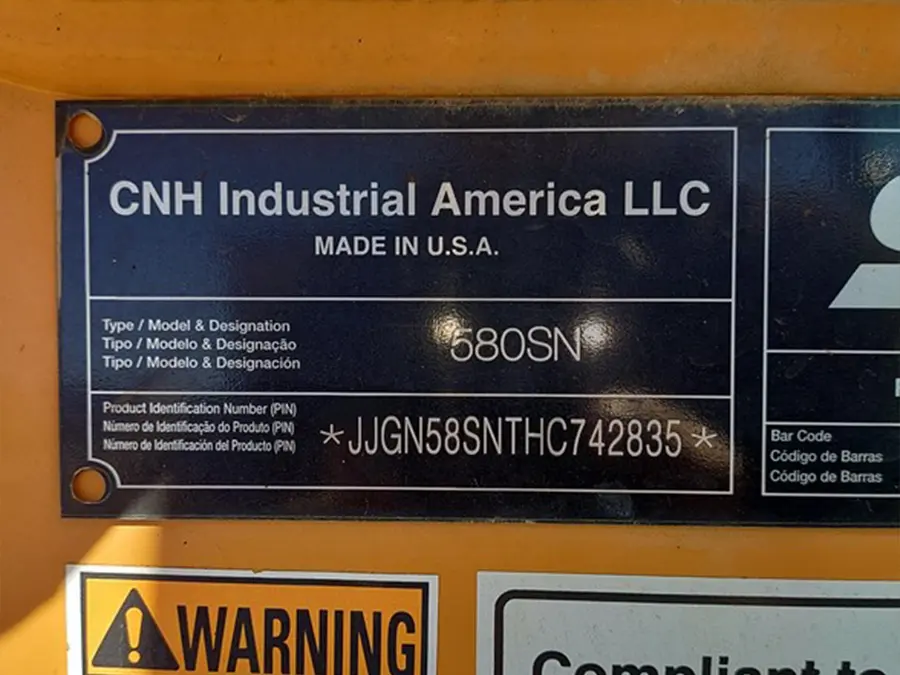 CNH Industrial America LLC
MADE IN U.S.A.
Type / Model & Designation
Tipo / Modelo & Designação
Tipo / Modelo & Designación
580SN
Product Identification Number (PIN)
Número de Identificação do Produto (PIN)
Número de Identificación del Producto (PIN)
*JJGN58SNTHC742835*
Bar Code
Código de Barras
Código de Barras
WARNING
Compliant to